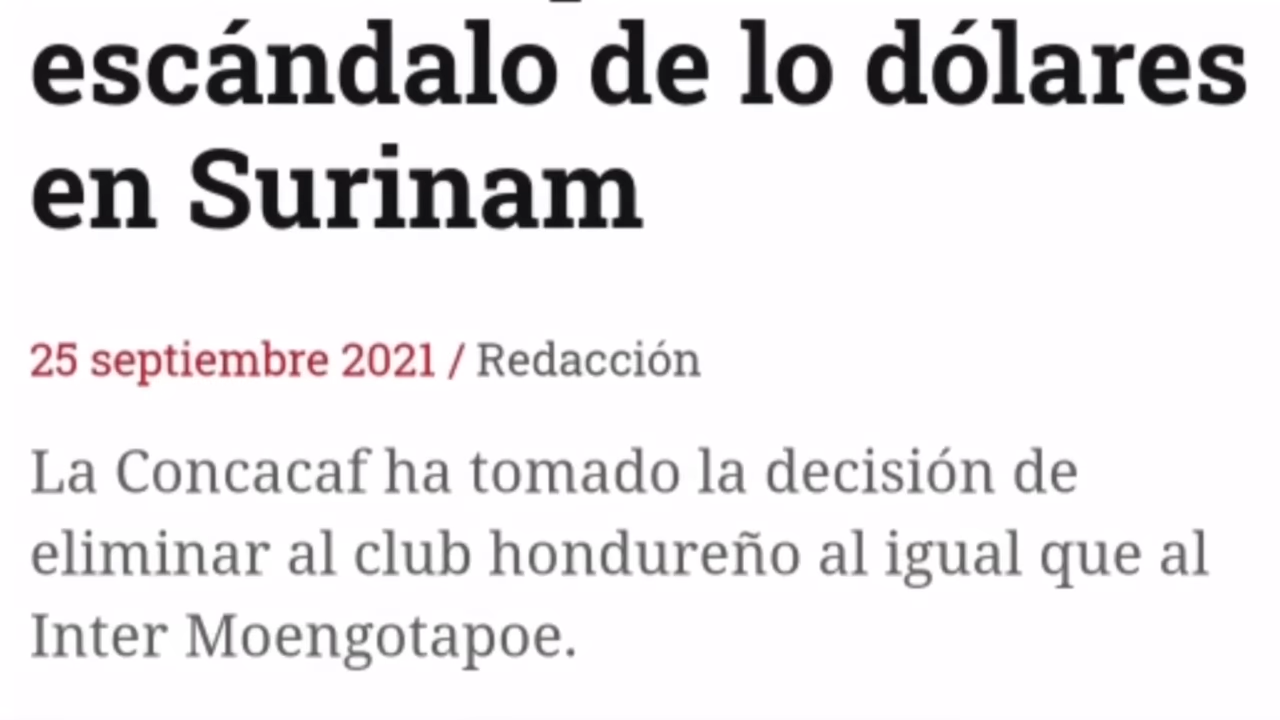 escándalo de lo dólares
en Surinam
25 septiembre 2021 / Redacción
La Concacaf ha tomado la decisión de
eliminar al club hondureño al igual que al
Inter Moengotapoe.